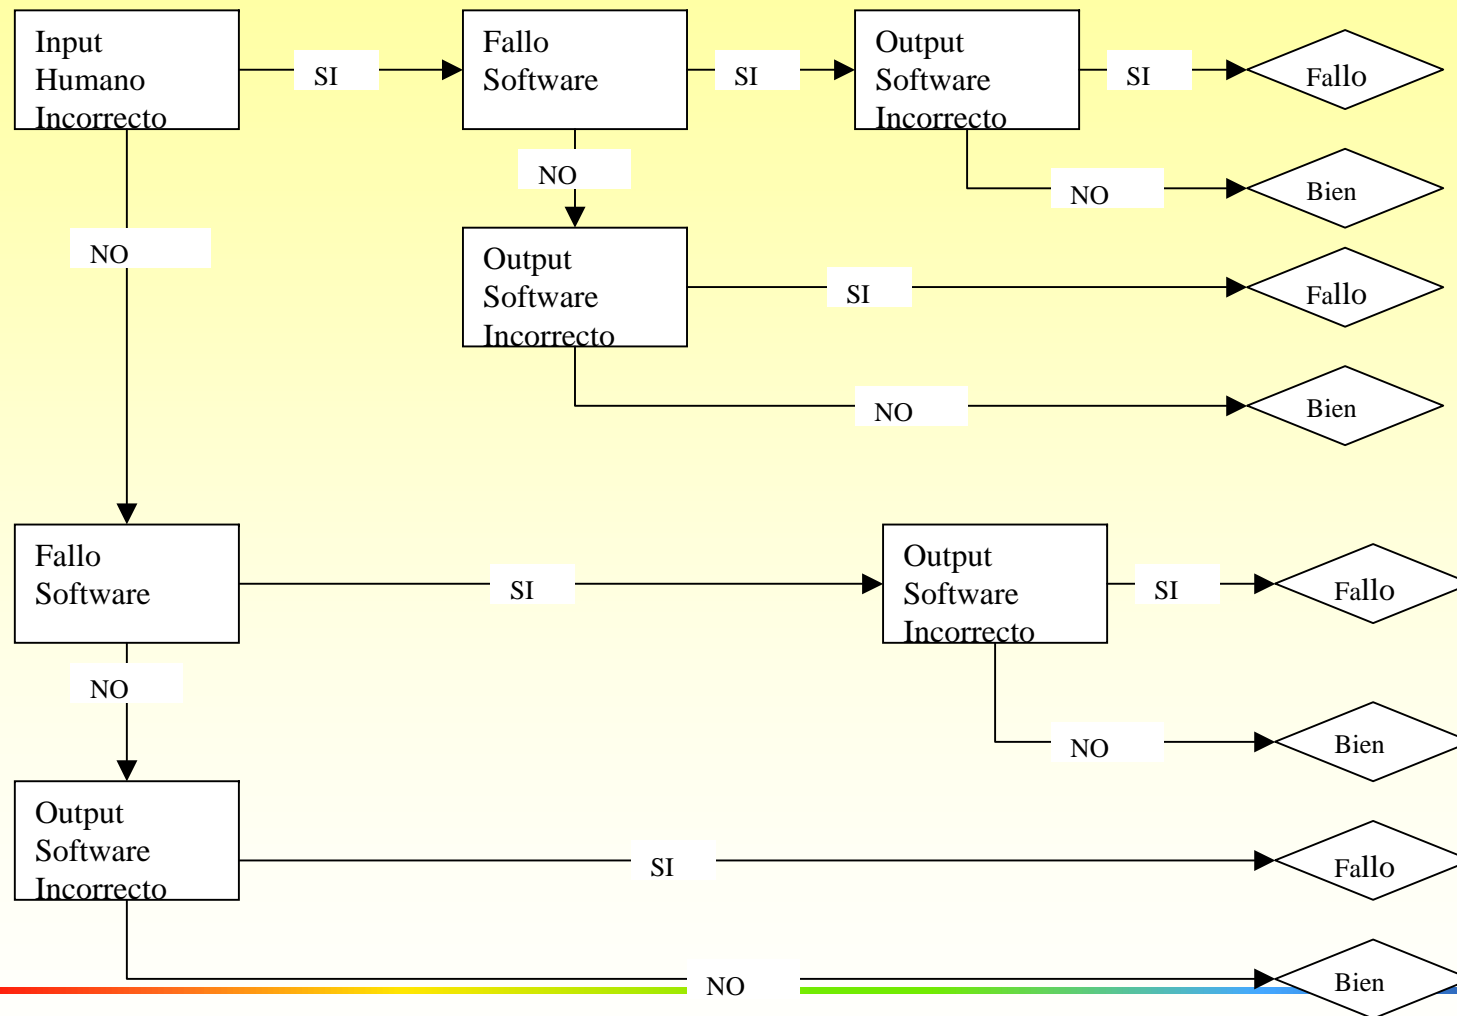 Input
Humano
Incorrecto
SI
Fallo
Software
SI
Output
Software
Incorrecto
SI
Fallo
NO
Bien
NO
NO
Output
Software
Incorrecto
SI
Fallo
NO
Bien
Fallo
Software
SI
Output
Software
Incorrecto
SI
Fallo
NO
NO
Bien
Output
Software
Incorrecto
SI
Fallo
NO
Bien